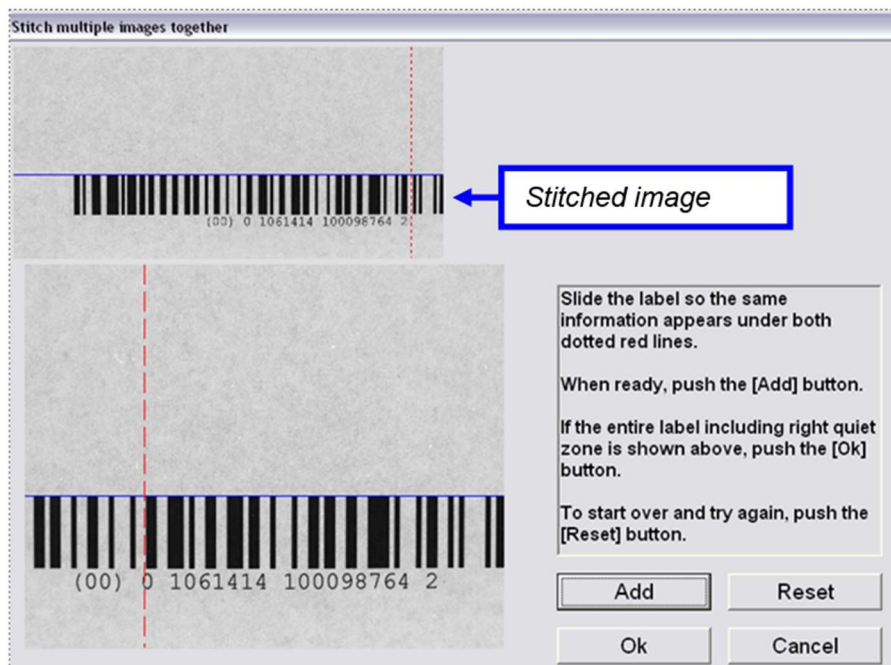 Stitch multiple images together
(00) 0 1061414 100098764 2
Stitched image
(00) 0 1061414 100098764 2
Slide the label so the same
information appears under both
dotted red lines.
When ready, push the [Add] button.
If the entire label including right quiet
zone is shown above, push the [Ok]
button.
To start over and try again, push the
[Reset] button.
Add
Reset
Ok
Cancel